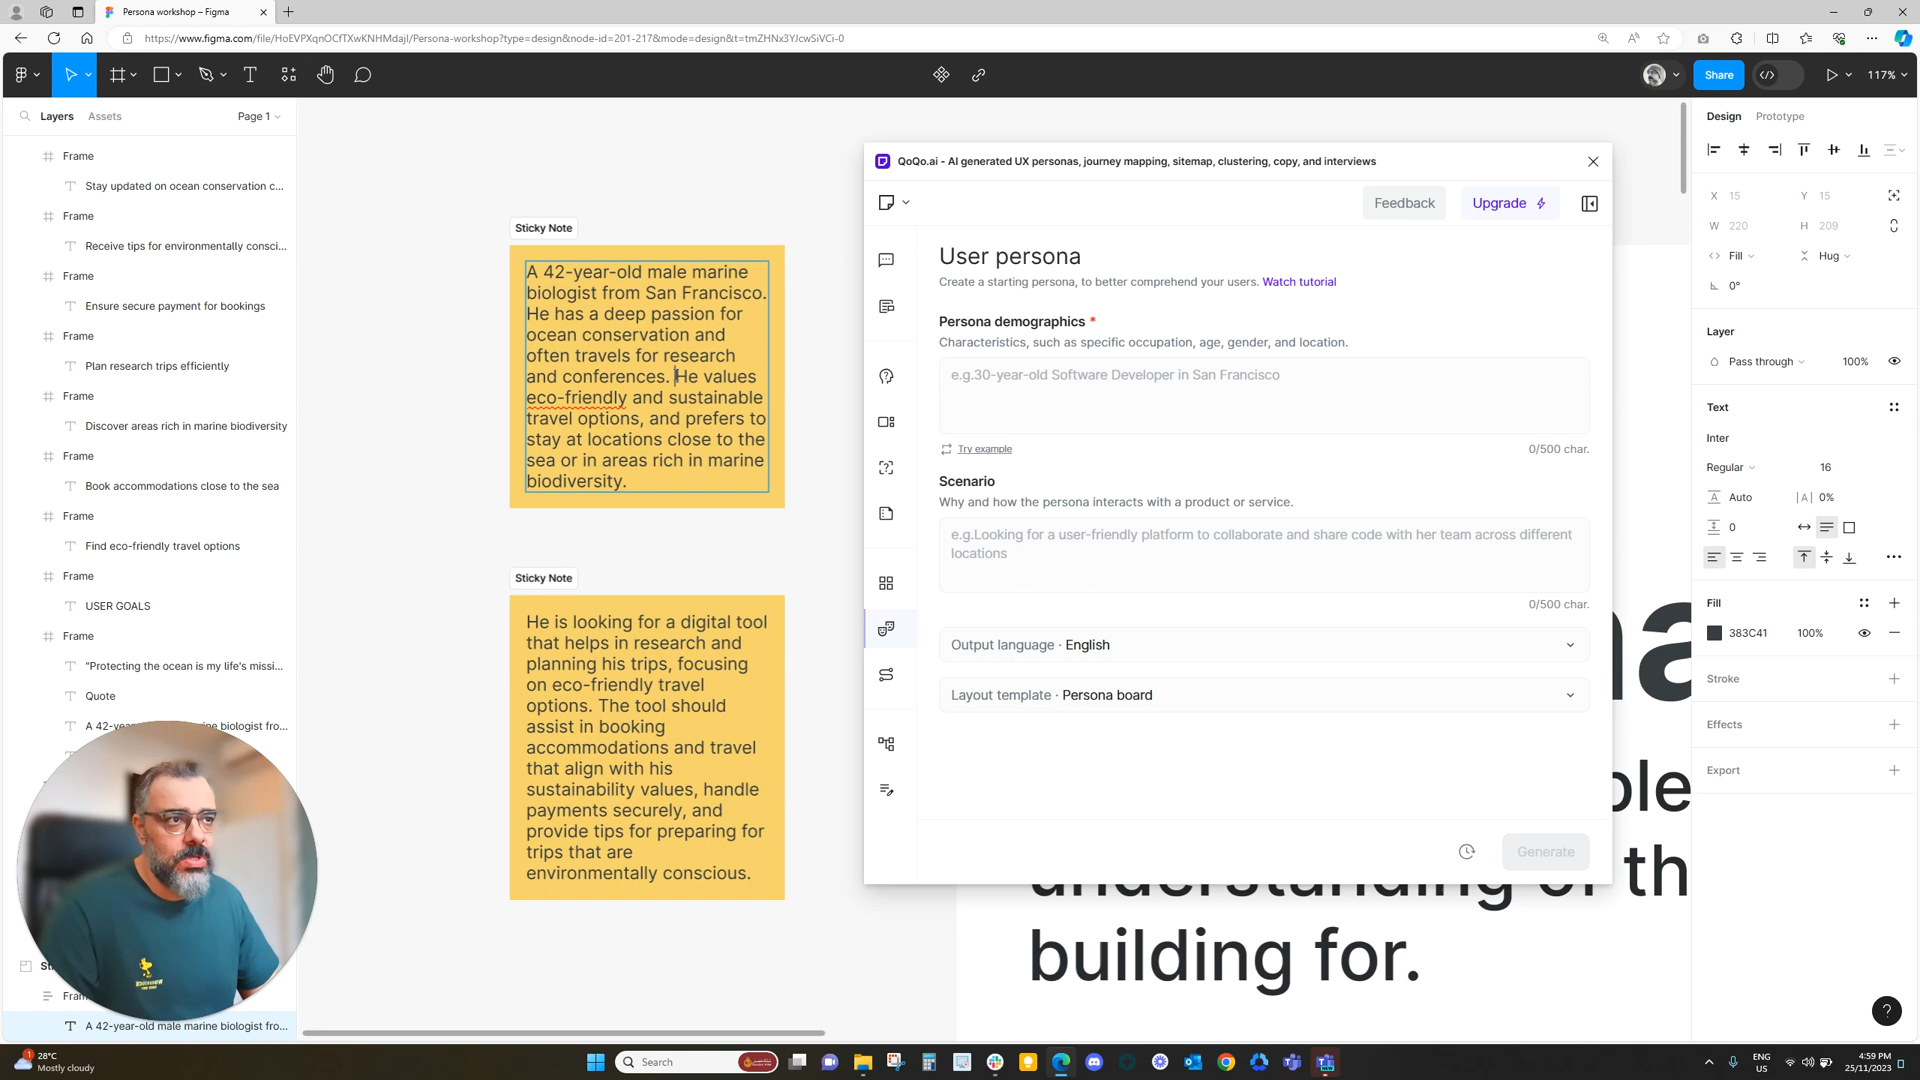 Persona workshop – Figma
https://www.figma.com/file/HoEVPXqnOCfTXwKNHMdajI/Persona-workshop?type=design&node-id=201-217&mode=design&t=tmZHNx3YJcwSiVCi-0
Share
117%
Layers
Assets
Page 1
Frame
Stay updated on ocean conservation c...
Frame
Receive tips for environmentally consci...
Frame
Ensure secure payment for bookings
Frame
Plan research trips efficiently
Frame
Discover areas rich in marine biodiversity
Frame
Book accommodations close to the sea
Frame
Find eco-friendly travel options
Frame
USER GOALS
Frame
"Protecting the ocean is my life's missi...
Quote
A 42-year
ne biologist fro...
A 42-year-old male marine biologist fro...
Sticky Note
A 42-year-old male marine
biologist from San Francisco.
He has a deep passion for
ocean conservation and
often travels for research
and conferences. He values
eco-friendly and sustainable
travel options, and prefers to
stay at locations close to the
sea or in areas rich in marine
biodiversity.
Sticky Note
He is looking for a digital tool
that helps in research and
planning his trips, focusing
on eco-friendly travel
options. The tool should
assist in booking
accommodations and travel
that align with his
sustainability values, handle
payments securely, and
provide tips for preparing for
trips that are
environmentally conscious.
QoQo.ai - AI generated UX personas, journey mapping, sitemap, clustering, copy, and interviews
Feedback
Upgrade
User persona
Create a starting persona, to better comprehend your users. Watch tutorial
Persona demographics *
Characteristics, such as specific occupation, age, gender, and location.
e.g.30-year-old Software Developer in San Francisco
Try example
0/500 char.
Scenario
Why and how the persona interacts with a product or service.
e.g.Looking for a user-friendly platform to collaborate and share code with her team across different
locations
0/500 char.
Output language · English
Layout template · Persona board
Generate
understanding of th
building for.
Design
Prototype
X 15
Y 15
W 220
H 209
Fill
Hug
0°
Layer
Pass through
100%
Text
Inter
Regular
16
Auto
0%
0
Fill
383C41
100%
Stroke
Effects
Export
?
1
28°C
Mostly cloudy
Search
ENG
US
4:59 PM
25/11/2023